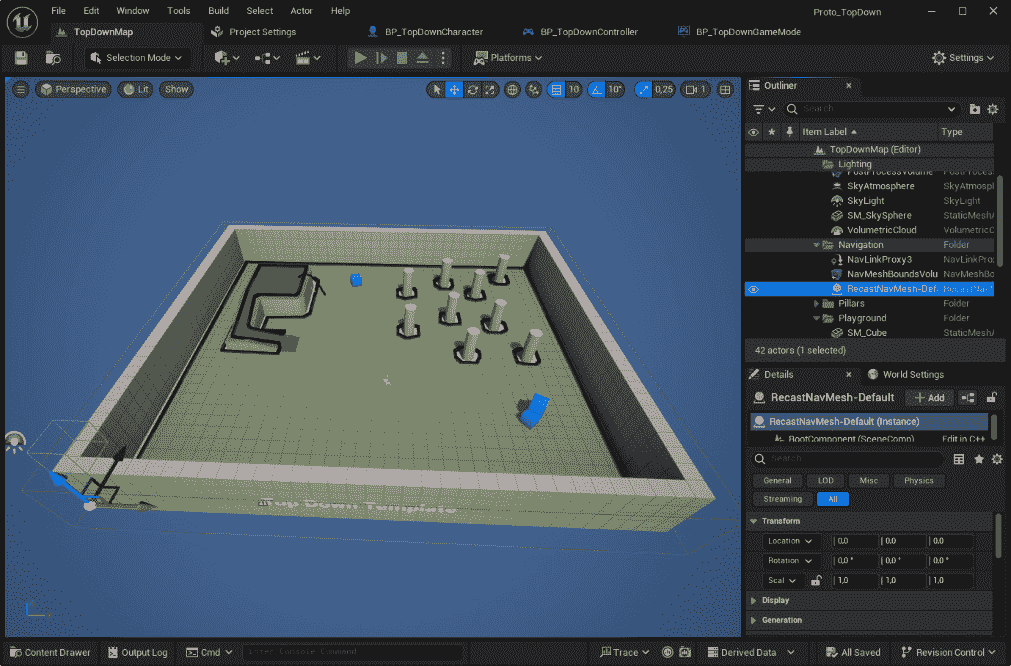 File Edit Window Tools Build Select Actor Help
Proto_TopDown
TopDownMap
Project Settings
BP_TopDownCharacter
BP_TopDownController
BP_TopDownGameMode
Selection Mode
Platforms
Settings
Perspective
Lit
Show
10
10°
0,25
1
Outliner
Search
Item Label
Type
TopDownMap (Editor)
Lighting
PostProcessVolume PostProces
SkyAtmosphere SkyAtmospl
SkyLight SkyLight
SM_SkySphere StaticMesh
VolumetricCloud VolumetricC
Navigation Folder
NavLinkProxy3 NavLinkPro
NavMeshBoundsVolu NavMeshBo
RecastNavMesh-Def RecastNav
Pillars Folder
Playground Folder
SM_Cube StaticMesh
42 actors (1 selected)
Details
World Settings
RecastNavMesh-Default
Add
RecastNavMesh-Default (Instance)
RootComponent (SceneComp) Edit in C++
Search
General LOD Misc Physics
Streaming All
Transform
Location 0,0 0,0 0,0
Rotation 0,0° 0,0° 0,0°
Scal 1,0 1,0 1,0
Display
Generation
Top Down Template
Content Drawer
Output Log
Cmd
Enter Console Command
Trace
Derived Data
All Saved
Revision Control